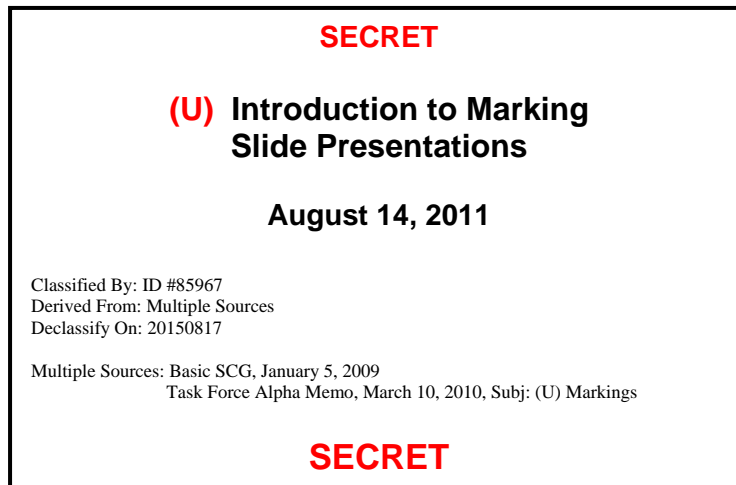 SECRET
(U) Introduction to Marking
Slide Presentations
August 14, 2011
Classified By: ID #85967
Derived From: Multiple Sources
Declassify On: 20150817
Multiple Sources: Basic SCG, January 5, 2009
Task Force Alpha Memo, March 10, 2010, Subj: (U) Markings
SECRET